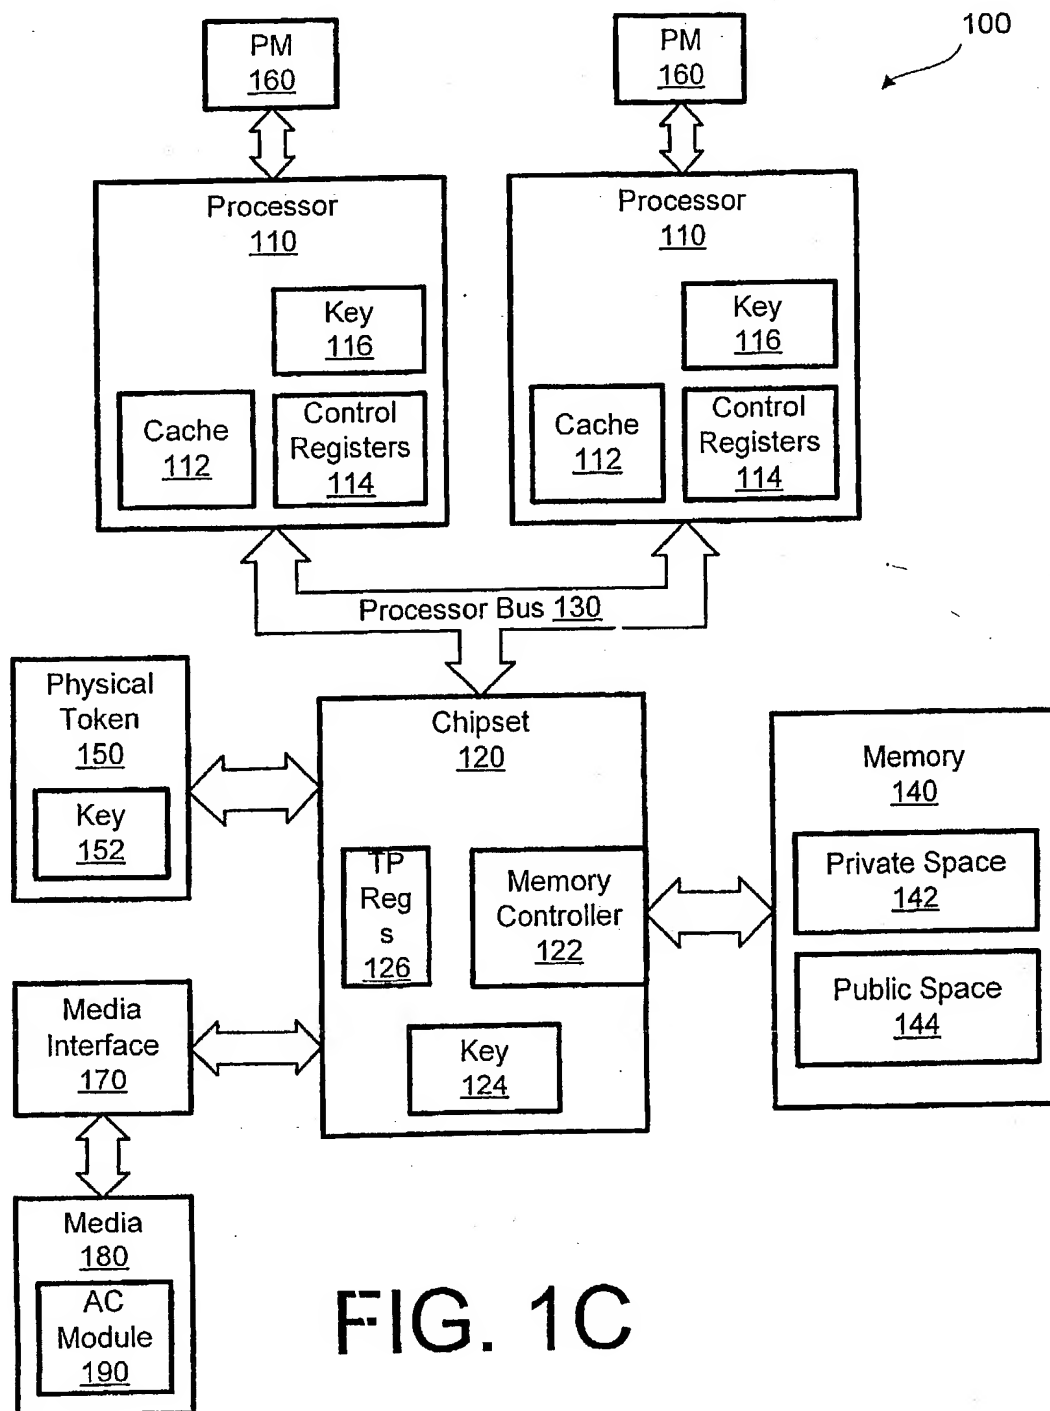 100
PM
160
PM
160
Processor
110
Key
116
Cache
112
Control
Registers
114
Processor
110
Key
116
Cache
112
Control
Registers
114
Processor Bus 130
Physical
Token
150
Key
152
Chipset
120
TP
Reg
s
126
Memory
Controller
122
Key
124
Memory
140
Private Space
142
Public Space
144
Media
Interface
170
Media
180
AC
Module
190
FIG. 1C